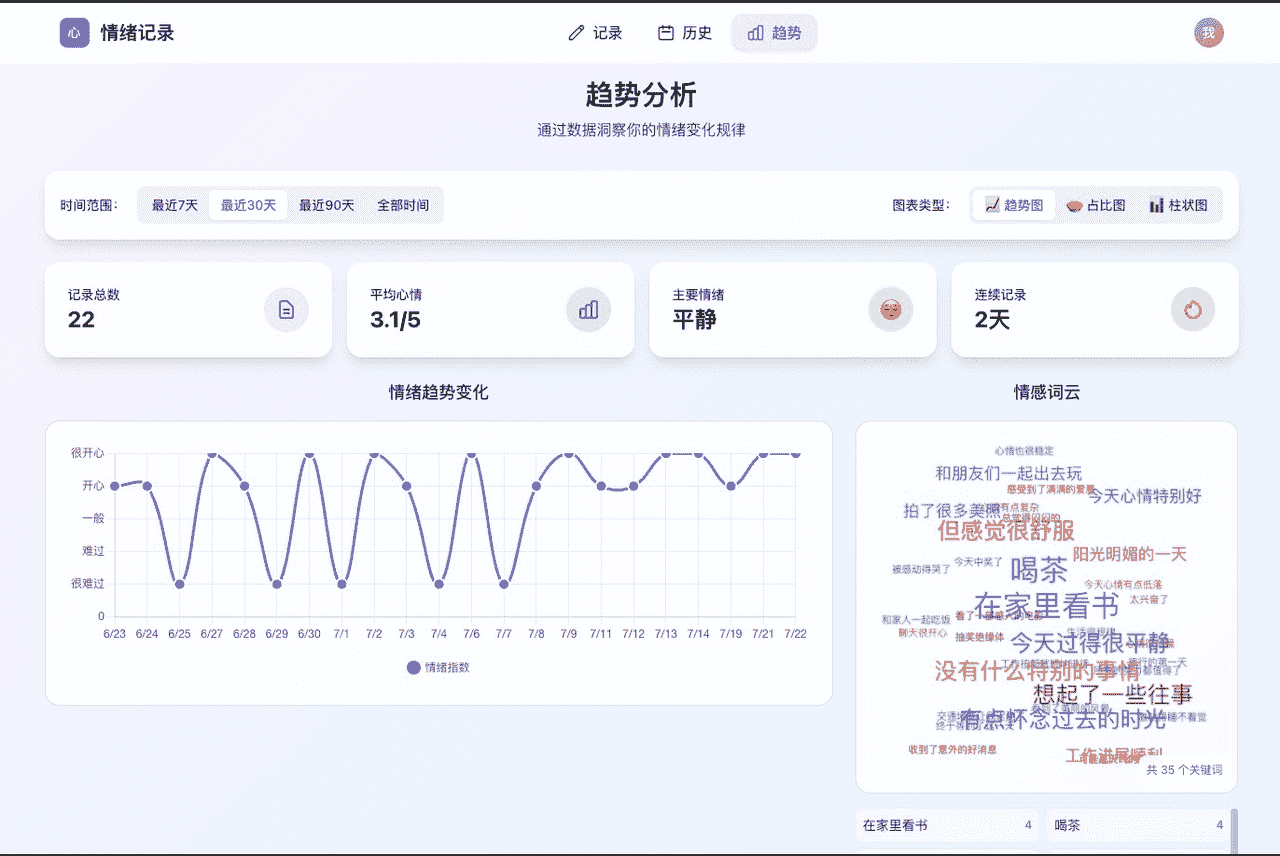 心 情绪记录
记录 历史 趋势
我
趋势分析
通过数据洞察你的情绪变化规律
时间范围： 最近7天 最近30天 最近90天 全部时间
图表类型： 趋势图 占比图 柱状图
记录总数
22
平均心情
3.1/5
主要情绪
平静
连续记录
2天
情绪趋势变化
很开心
开心
一般
难过
很难过
0
6/23 6/24 6/25 6/27 6/28 6/29 6/30 7/1 7/2 7/3 7/4 7/6 7/7 7/8 7/9 7/11 7/12 7/13 7/14 7/19 7/21 7/22
情绪指数
情感词云
心情也很稳定
和朋友们一起出去玩
感受到了满满的爱意
今天心情特别好
拍了很多美照
有点复杂
但感觉很舒服
阳光明媚的一天
今天中奖了
被感动得哭了
喝茶
今天心情有点低落
在家里看书
太兴奋了
和家人一起吃饭
看了一部感人的电影
聊天很开心
抽奖绝缘体
今天过得很平静
没有什么特别的事情
想起了一些往事
有点怀念过去的时光
收到了意外的好消息
工作进展顺利
共 35 个关键词
在家里看书 4
喝茶 4